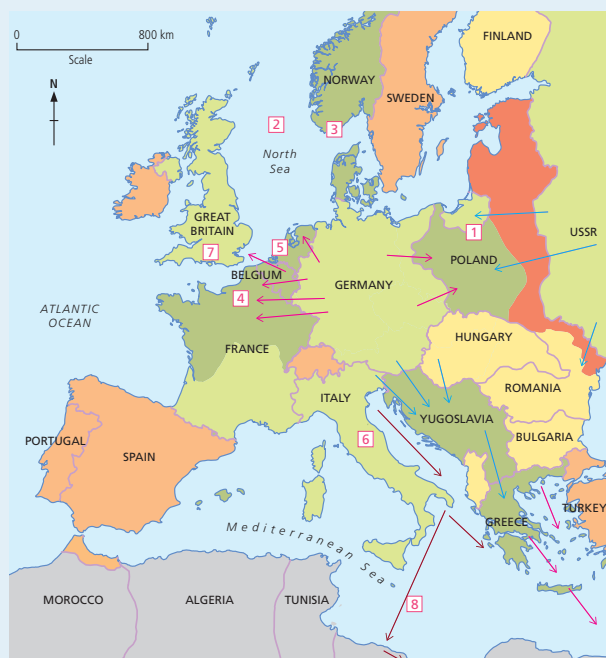 0
800 km
Scale
N
FINLAND
NORWAY
SWEDEN
2
3
North
Sea
1
USSR
GREAT
BRITAIN
5
7
POLAND
BELGIUM
GERMANY
4
ATLANTIC
OCEAN
HUNGARY
FRANCE
ROMANIA
ITALY
YUGOSLAVIA
6
BULGARIA
PORTUGAL
SPAIN
TURKEY
GREECE
Mediterranean Sea
8
MOROCCO
ALGERIA
TUNISIA